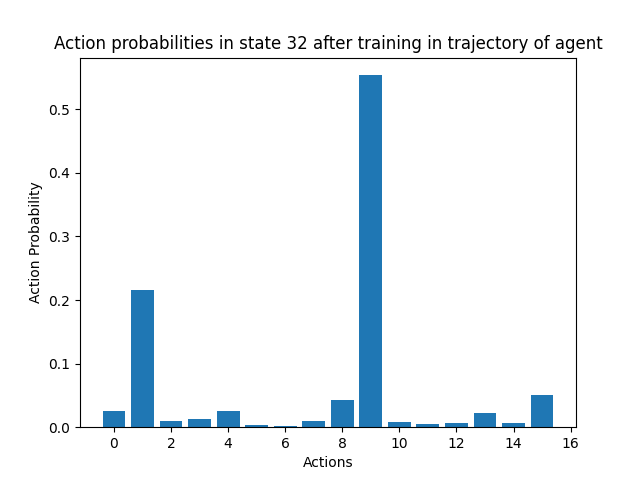 Action probabilities in state 32 after training in trajectory of agent
0.5
0.4
0.3
0.2
0.1
0.0
Action Probability
0 2 4 6 8 10 12 14 16
Actions